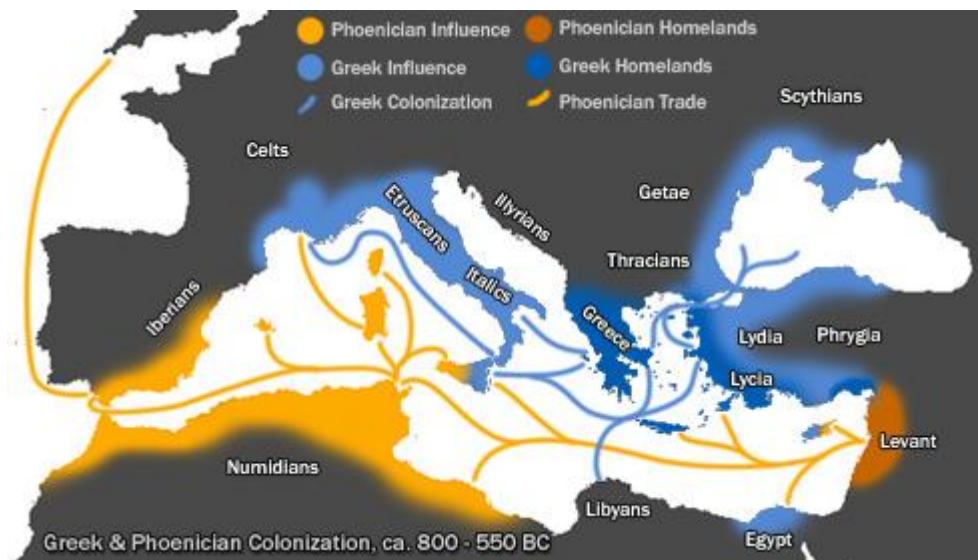 Phoenician Influence
Phoenician Homelands
Greek Influence
Greek Homelands
Greek Colonization
Phoenician Trade
Scythians
Celts
Getae
Etruscans
Illyrians
Thracians
Italics
Iberians
Greece
Lydia
Phrygia
Lycia
Levant
Numidians
Libyans
Egypt
Greek & Phoenician Colonization, ca. 800 - 550 BC